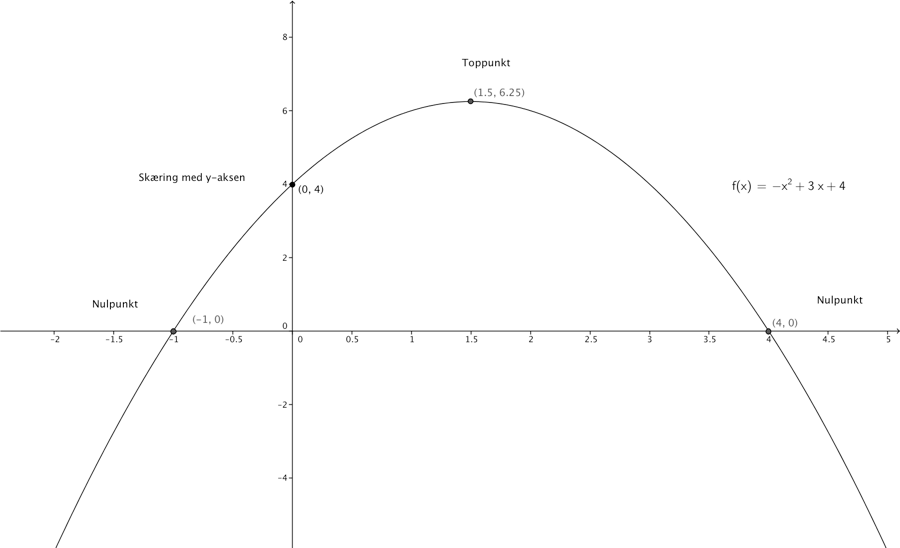 8
Toppunkt
(1.5, 6.25)
6
Skæring med y-aksen
4
(0, 4)
f(x) = −x² + 3 x + 4
2
Nulpunkt
Nulpunkt
(−1, 0)
(4, 0)
0
-2 -1.5 -1 -0.5 0 0.5 1 1.5 2 2.5 3 3.5 4 4.5 5
-2
-4